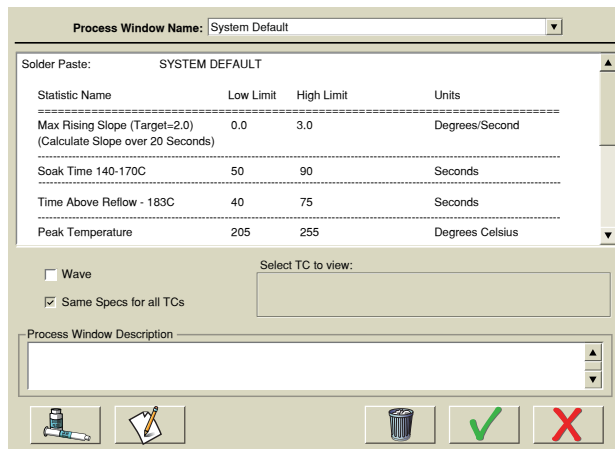 Process Window Name: System Default
Solder Paste: SYSTEM DEFAULT
Statistic Name Low Limit High Limit Units
Max Rising Slope (Target=2.0) 0.0 3.0 Degrees/Second
(Calculate Slope over 20 Seconds)
Soak Time 140-170C 50 90 Seconds
Time Above Reflow - 183C 40 75 Seconds
Peak Temperature 205 255 Degrees Celsius
Wave
Select TC to view:
Same Specs for all TCs
Process Window Description